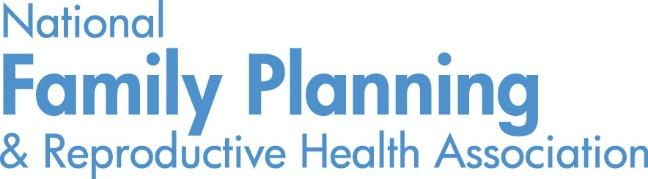 National
Family Planning
& Reproductive Health Association